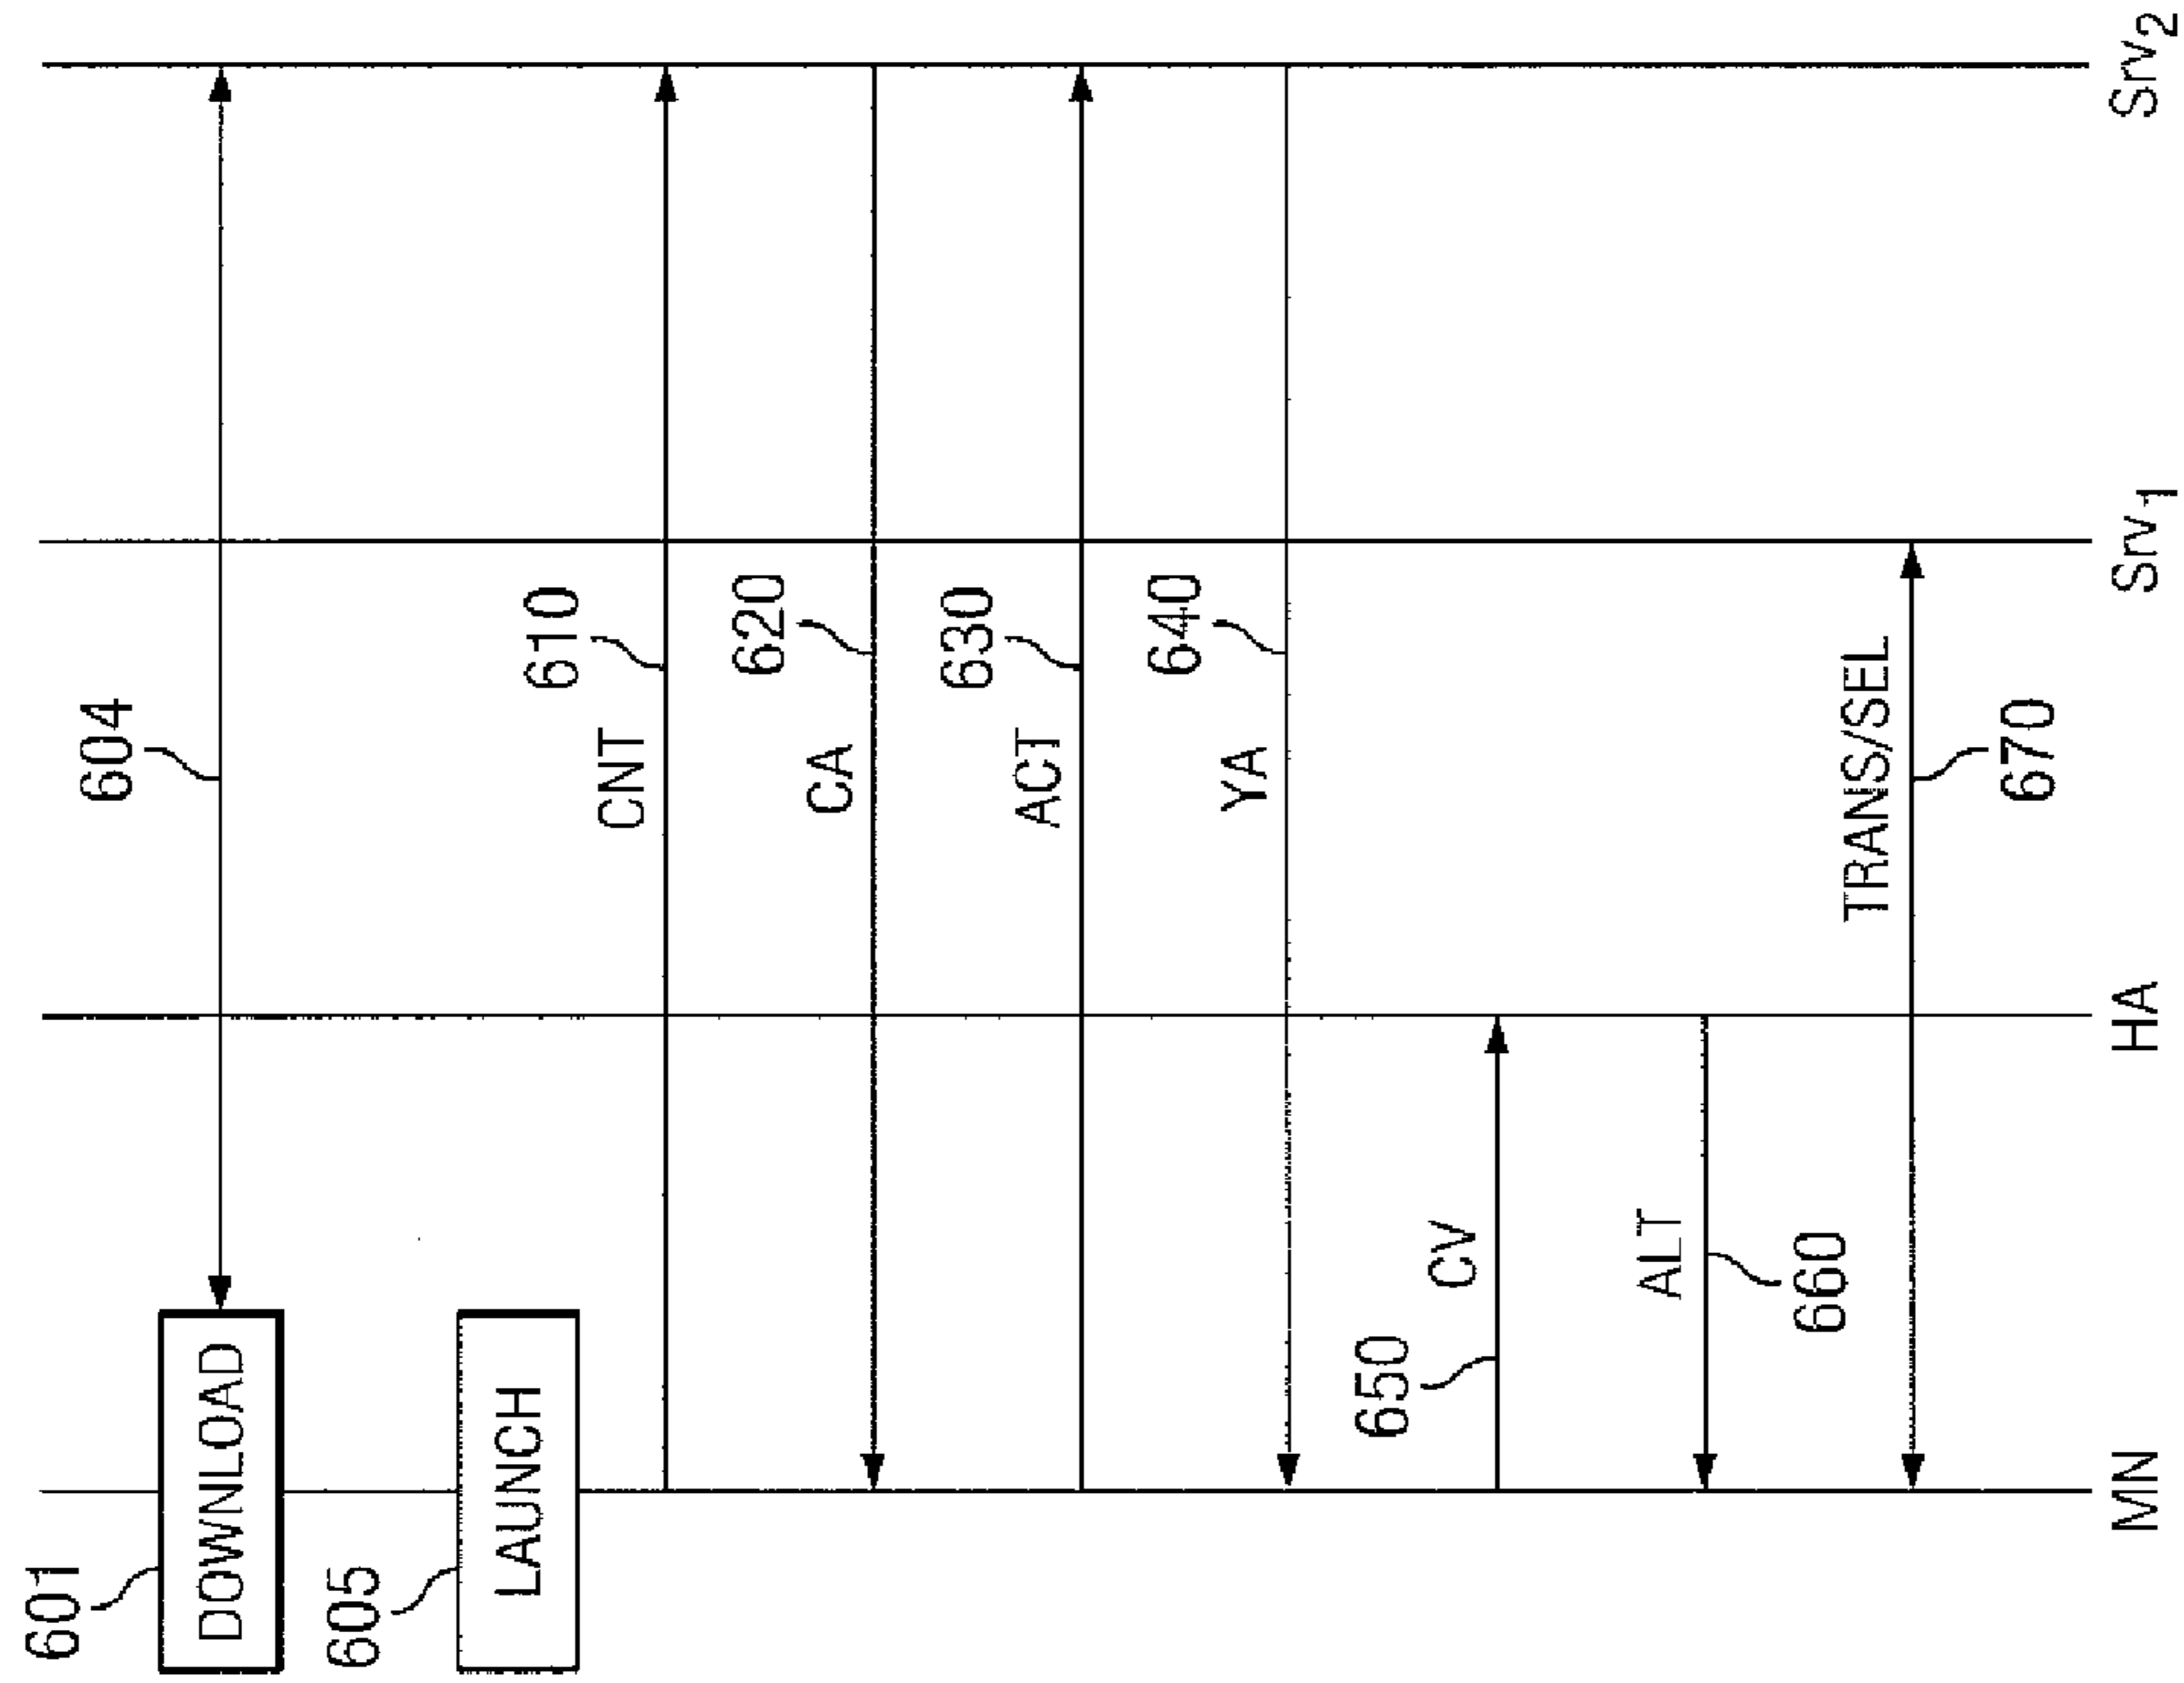 601
DOWNLOAD
604
605
LAUNCH
610
CNT
620
CA
630
ACT
640
YA
650
CV
ALT
660
TRANS/SEL
670
MN
HA
Srv1
Srv2